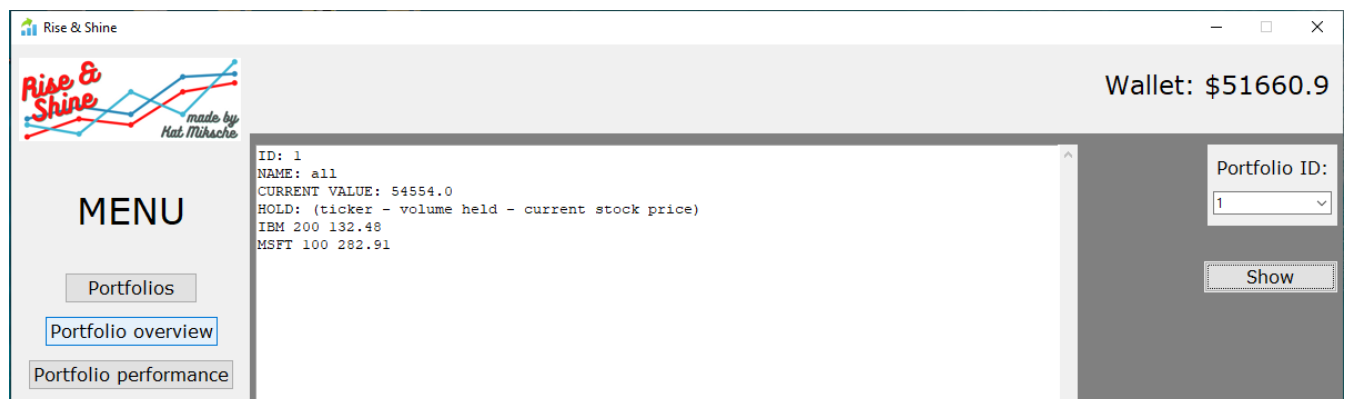 Rise & Shine
Rise &
Shine
made by
Kat Miksche
Wallet: $51660.9
MENU
Portfolios
Portfolio overview
Portfolio performance
ID: 1
NAME: all
CURRENT VALUE: 54554.0
HOLD: (ticker - volume held - current stock price)
IBM 200 132.48
MSFT 100 282.91
Portfolio ID:
1
Show